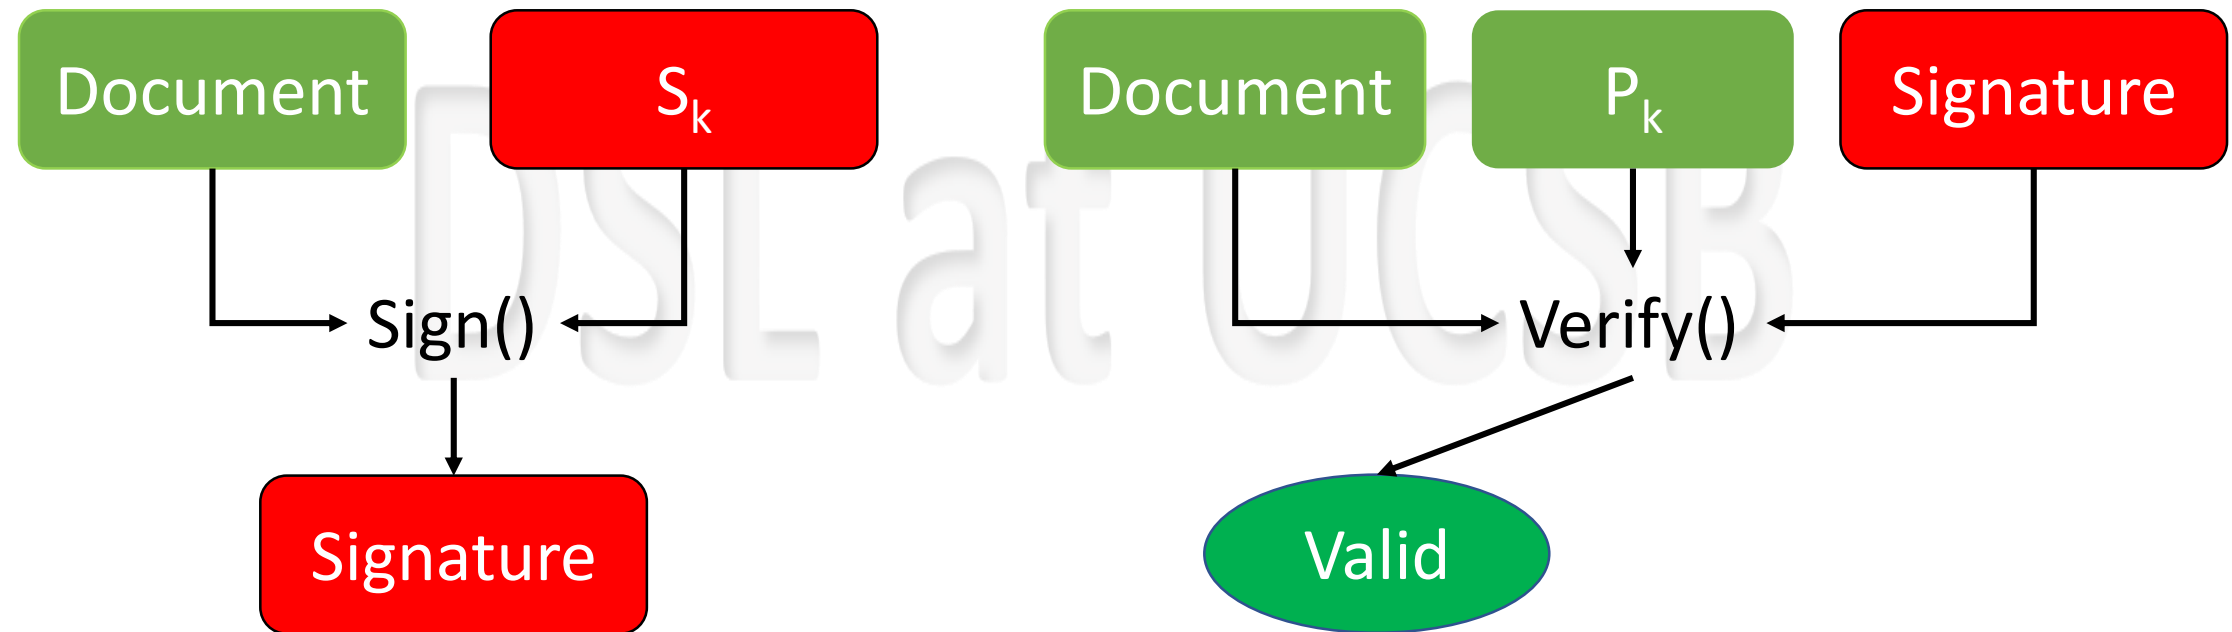 Document
Sₖ
Document
Pₖ
Signature
Sign()
Verify()
Signature
Valid
DSL at UCSB